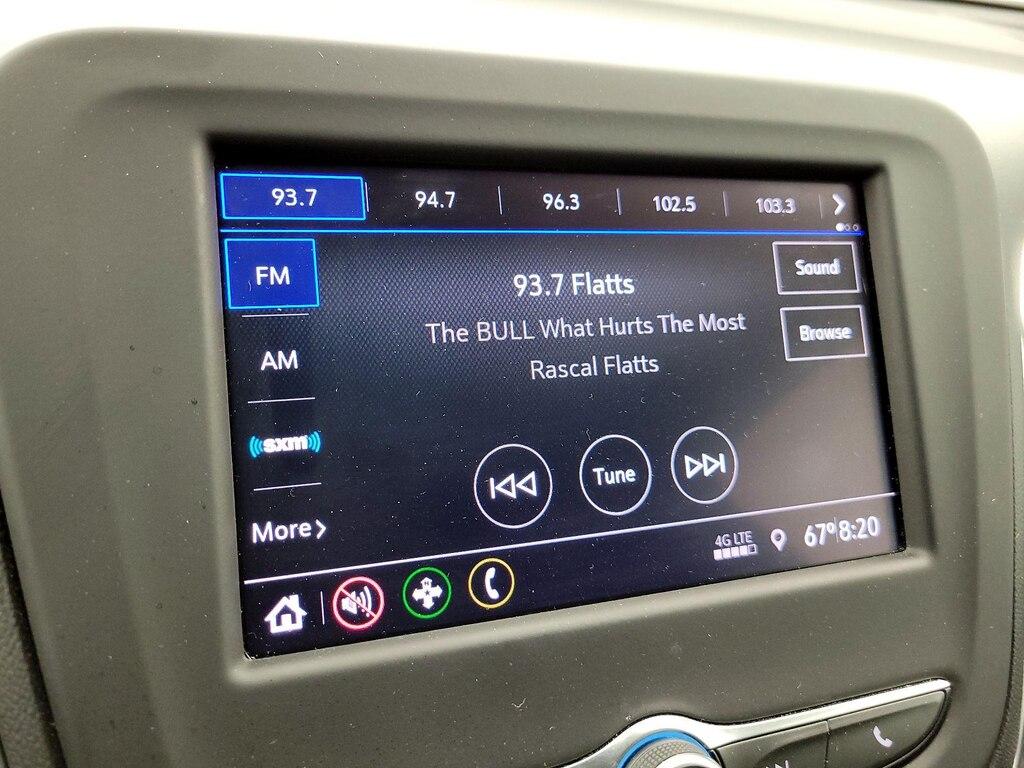 93.7 94.7 96.3 102.5 103.3
FM
AM
sxm
More
93.7 Flatts
The BULL What Hurts The Most
Rascal Flatts
Sound
Browse
Tune
4G LTE
67° 8:20